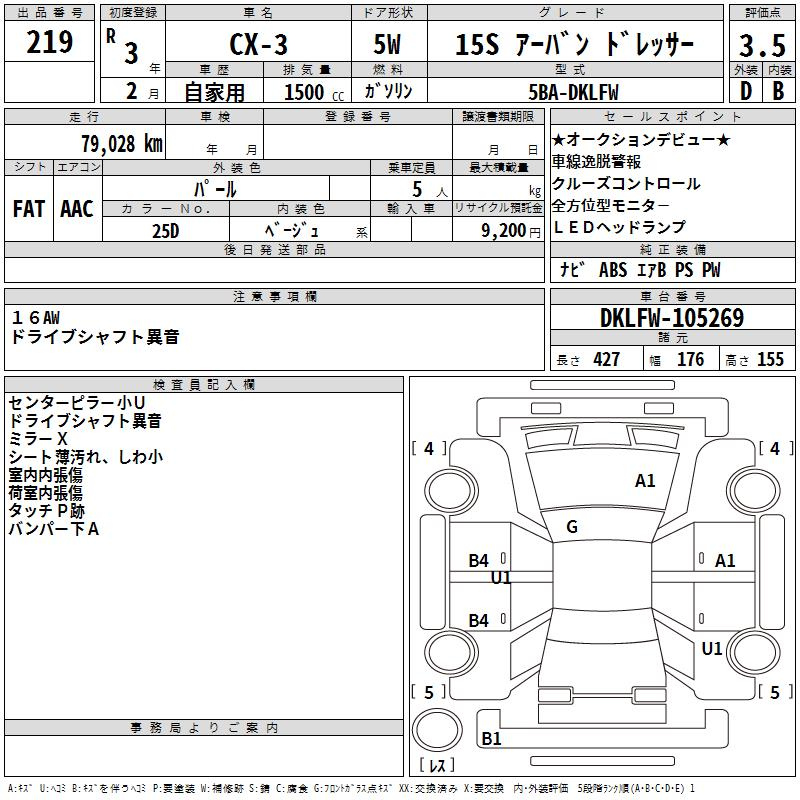 出品番号 初度登録 車名 ドア形状 グレード 評価点
219 R 3 年 CX-3 5W 15S アーバン ドレッサー 3.5
車歴 排気量 燃料 型式 外装 内装
2 月 自家用 1500 CC ガソリン 5BA-DKLFW D B
走行 車検 登録番号 譲渡書類期限 セールスポイント
79,028 km 年 月 月 日
★オークションデビュー★
車線逸脱警報
クルーズコントロール
全方位型モニター
ＬＥＤヘッドランプ
シフト エアコン 外装色 乗車定員 最大積載量
FAT AAC パール 5 人 kg
カラーＮｏ． 内装色 輸入車 リサイクル預託金
25D ベージュ 系 9,200 円
純正装備
ナビ ABS エアB PS PW
後日発送部品
注意事項欄
１６AW
ドライブシャフト異音
車台番号
DKLFW-105269
諸元
長さ 427 幅 176 高さ 155
検査員記入欄
センターピラー小Ｕ
ドライブシャフト異音
ミラーＸ
シート薄汚れ、しわ小
室内内張傷
荷室内張傷
タッチＰ跡
バンパー下Ａ
事務局よりご案内
[ 4 ] [ 4 ]
A1
G
B4 A1
U1
B4
U1
[ 5 ] [ 5 ]
B1
[ レス ]
A:キズ U:ヘコミ B:キズを伴うヘコミ P:要塗装 W:補修跡 S:錆 C:腐食 G:フロントガラス点キズ XX:交換済み X:要交換 内・外装評価 5段階ランク順(A・B・C・D・E) 1